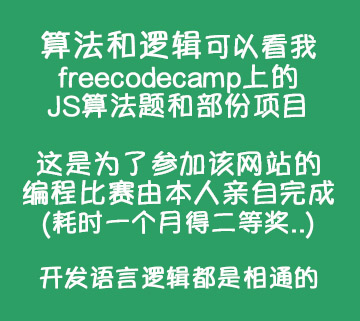 算法和逻辑可以看我
freecodecamp上的
JS算法题和部份项目
这是为了参加该网站的
编程比赛由本人亲自完成
(耗时一个月得二等奖..)
开发语言逻辑都是相通的